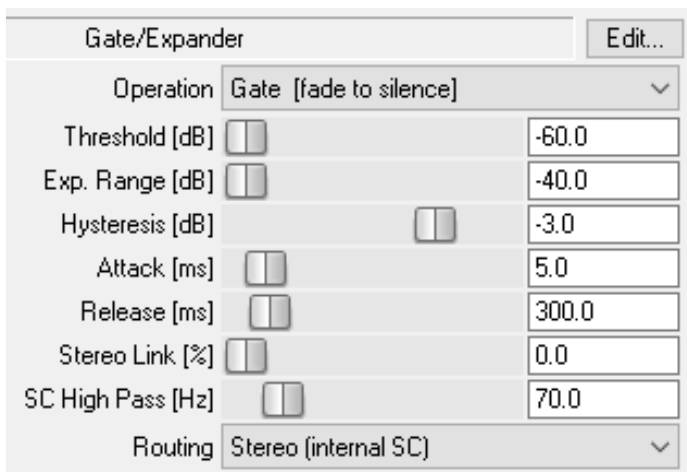 Gate/Expander Edit...
Operation Gate [fade to silence]
Threshold [dB] -60.0
Exp. Range [dB] -40.0
Hysteresis [dB] -3.0
Attack [ms] 5.0
Release [ms] 300.0
Stereo Link [%] 0.0
SC High Pass [Hz] 70.0
Routing Stereo (internal SC)